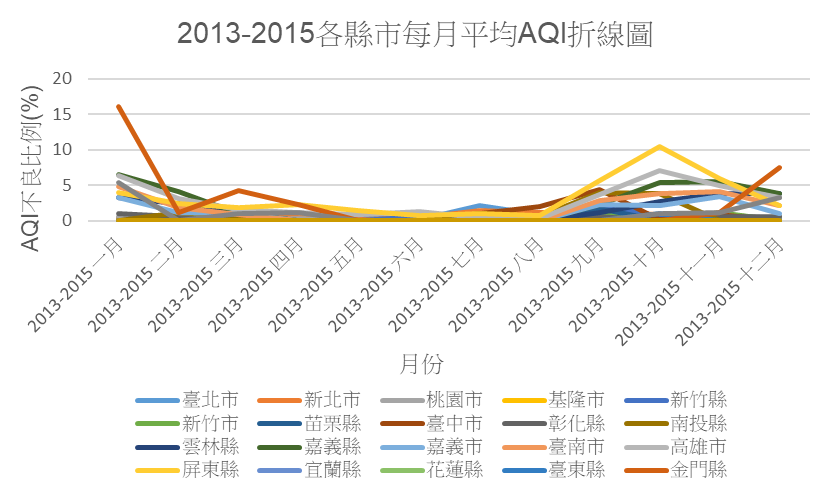 2013-2015各縣市每月平均AQI折線圖
AQI不良比例(%)
20
15
10
5
0
2013-2015 一月
2013-2015 二月
2013-2015 三月
2013-2015 四月
2013-2015 五月
2013-2015 六月
2013-2015 七月
2013-2015 八月
2013-2015 九月
2013-2015 十月
2013-2015 十一月
2013-2015 十二月
月份
臺北市 新北市 桃園市 基隆市 新竹縣
新竹市 苗栗縣 臺中市 彰化縣 南投縣
雲林縣 嘉義縣 嘉義市 臺南市 高雄市
屏東縣 宜蘭縣 花蓮縣 臺東縣 金門縣